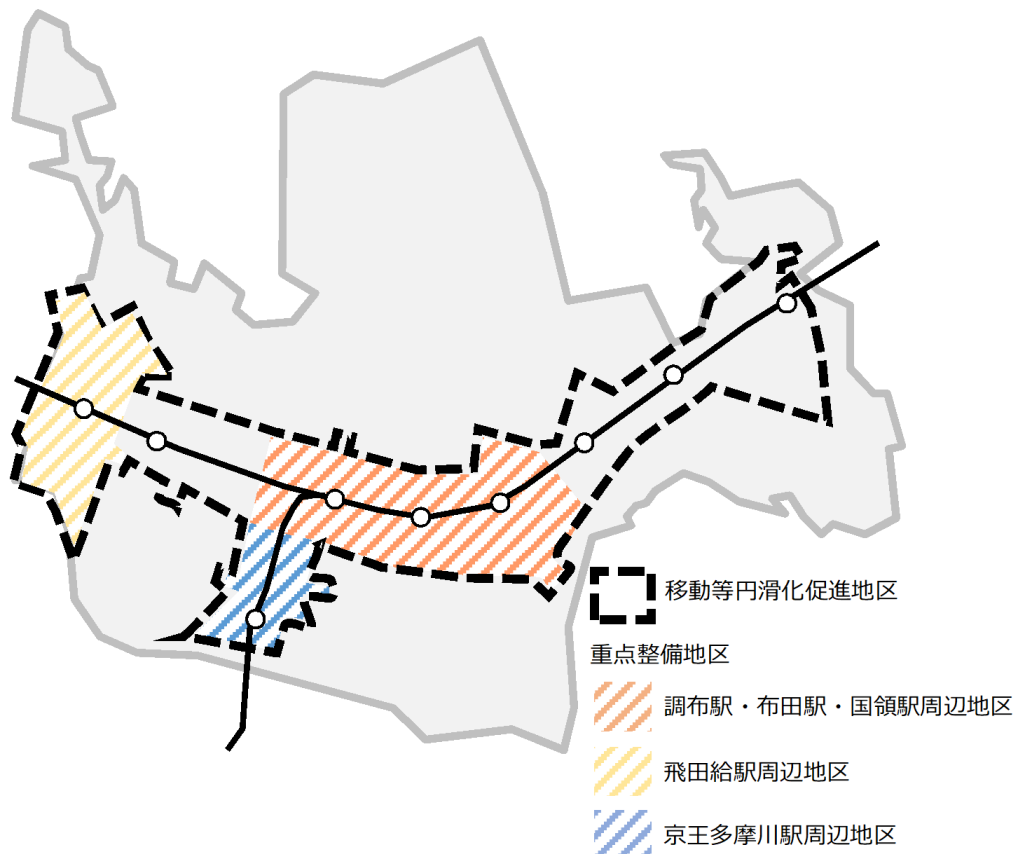 移動等円滑化促進地区
重点整備地区
調布駅・布田駅・国領駅周辺地区
飛田給駅周辺地区
京王多摩川駅周辺地区